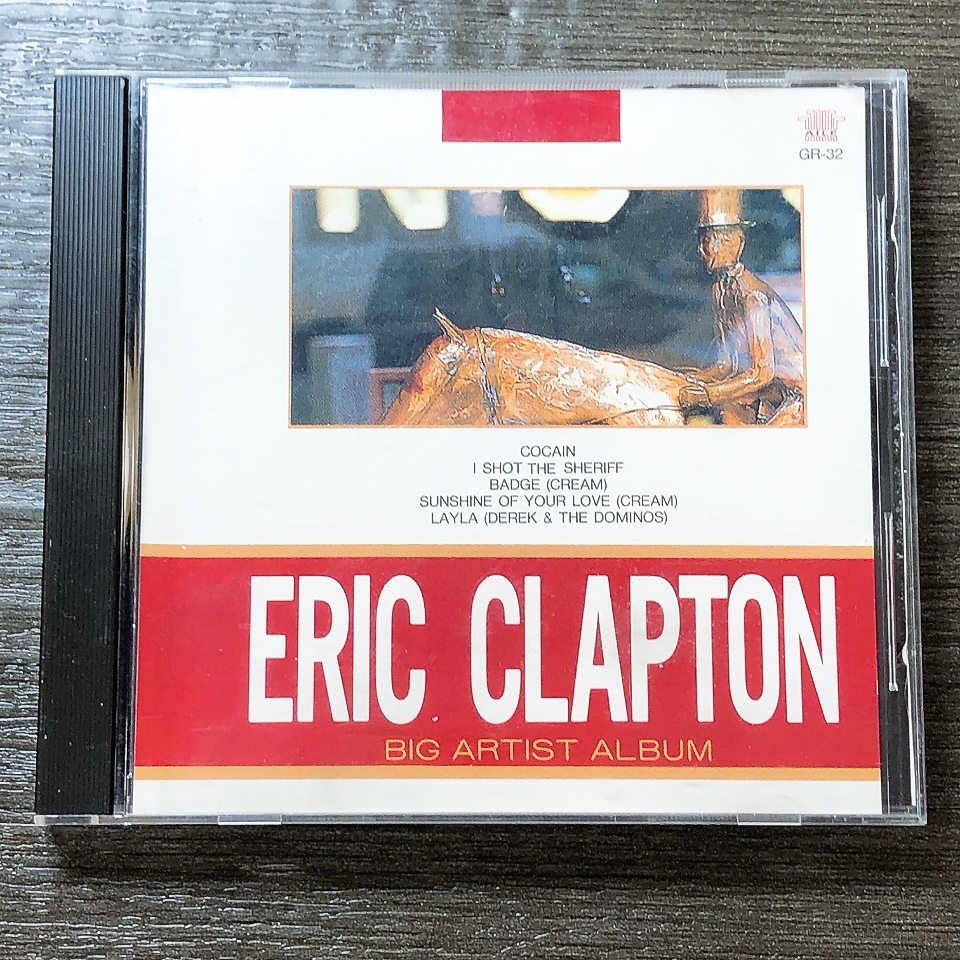 AILE
GR-32
COCAIN
I SHOT THE SHERIFF
BADGE (CREAM)
SUNSHINE OF YOUR LOVE (CREAM)
LAYLA (DEREK & THE DOMINOS)
ERIC CLAPTON
BIG ARTIST ALBUM